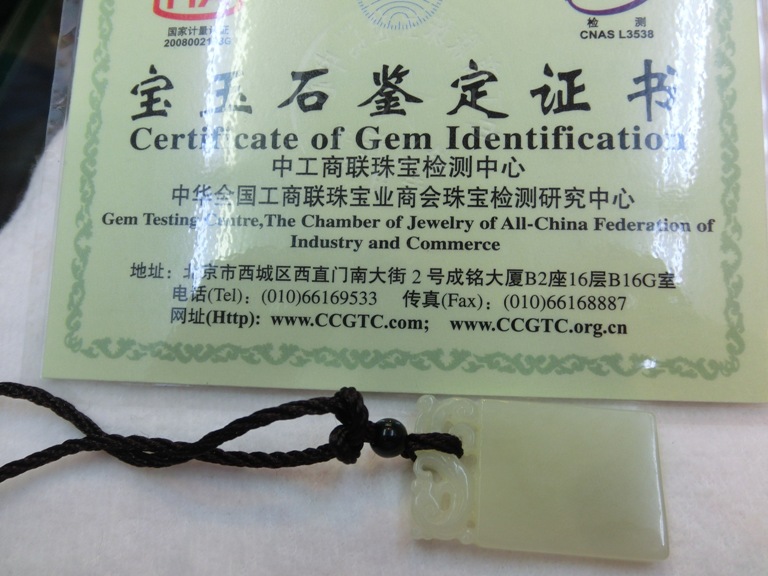 国家计量认证
检 测
CNAS L3538
宝玉石鉴定证书
Certificate of Gem Identification
中工商联珠宝检测中心
中华全国工商联珠宝业商会珠宝检测研究中心
Gem Testing Centre,The Chamber of Jewelry of All-China Federation of
Industry and Commerce
地址：北京市西城区西直门南大街 2 号成铭大厦B2座16层B16G室
电话(Tel)：(010)66169533 传真(Fax)：(010)66168887
网址(Http)：www.CCGTC.com; www.CCGTC.org.cn